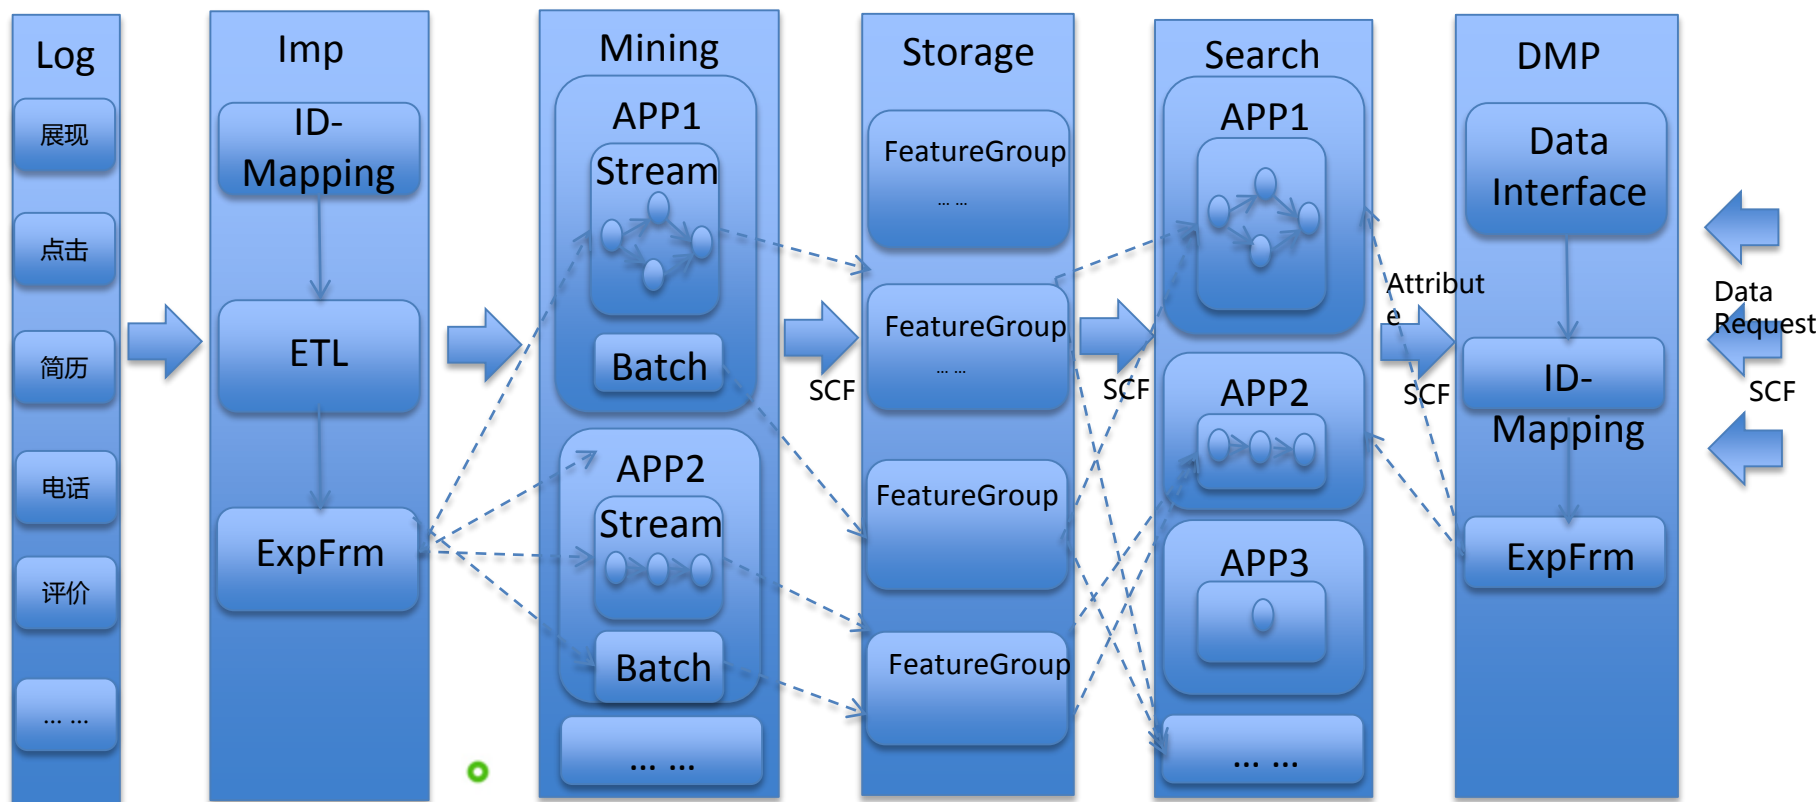 Log
展现
点击
简历
电话
评价
... ...
Imp
ID-
Mapping
ETL
ExpFrm
Mining
APP1
Stream
Batch
APP2
Stream
Batch
... ...
SCF
Storage
FeatureGroup
... ...
FeatureGroup
... ...
FeatureGroup
FeatureGroup
SCF
Search
APP1
APP2
APP3
... ...
Attribut
e
SCF
DMP
Data
Interface
ID-
Mapping
ExpFrm
Data
Request
SCF